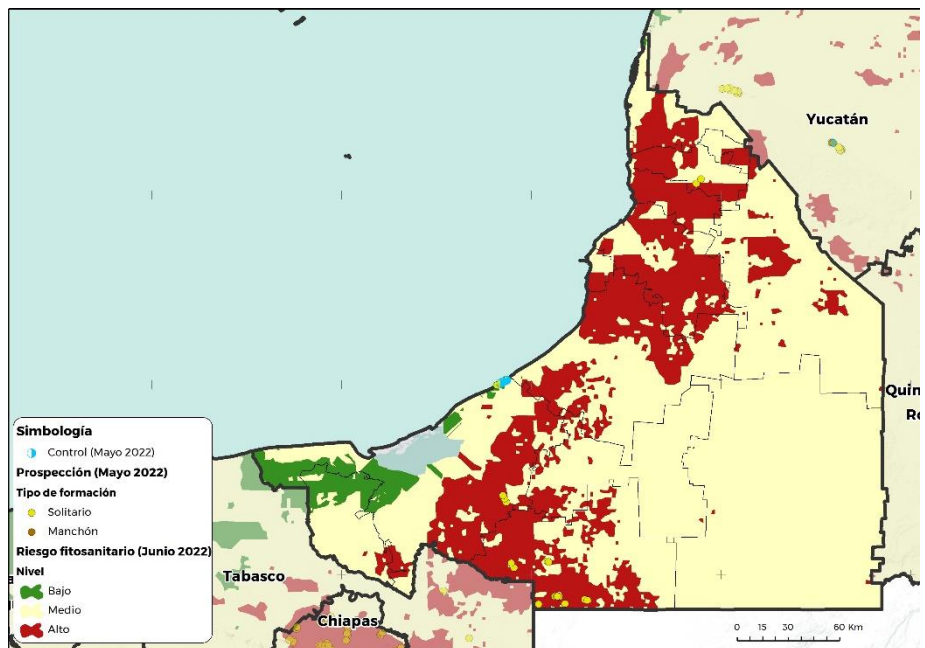 Yucatán
Quin
Ro
Simbología
Control (Mayo 2022)
Prospección (Mayo 2022)
Tipo de formación
Solitario
Manchón
Riesgo fitosanitario (Junio 2022)
Nivel
Bajo
Medio
Alto
Tabasco
Chiapas
0 15 30 60 Km